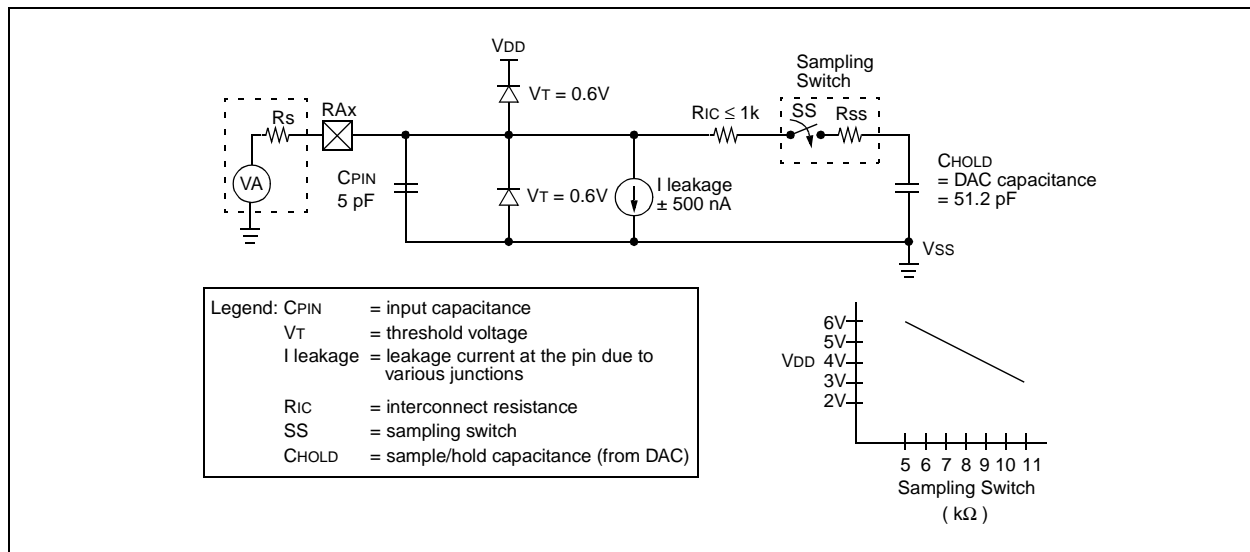 VDD
Sampling
Switch
VT = 0.6V
RS
RAx
RIC ≤ 1k
SS
RSS
VA
CPIN
5 pF
VT = 0.6V
I leakage
± 500 nA
CHOLD
= DAC capacitance
= 51.2 pF
VSS
Legend: CPIN = input capacitance
VT = threshold voltage
I leakage = leakage current at the pin due to
various junctions
RIC = interconnect resistance
SS = sampling switch
CHOLD = sample/hold capacitance (from DAC)
6V
5V
VDD 4V
3V
2V
5 6 7 8 9 10 11
Sampling Switch
( kΩ )